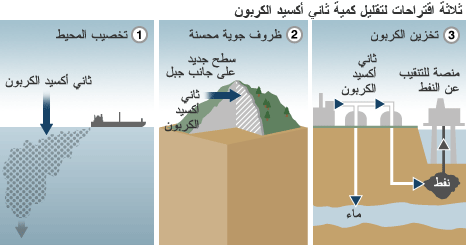 ثلاثة اقتراحات لتقليل كمية ثاني أكسيد الكربون
1 تخصيب المحيط
ثاني أكسيد الكربون
2 ظروف جوية محسنة
سطح جديد
على جانب جبل
ثاني
أكسيد
الكربون
3 تخزين الكربون
ثاني
أكسيد
الكربون
منصة للتنقيب
عن النفط
نفط
ماء